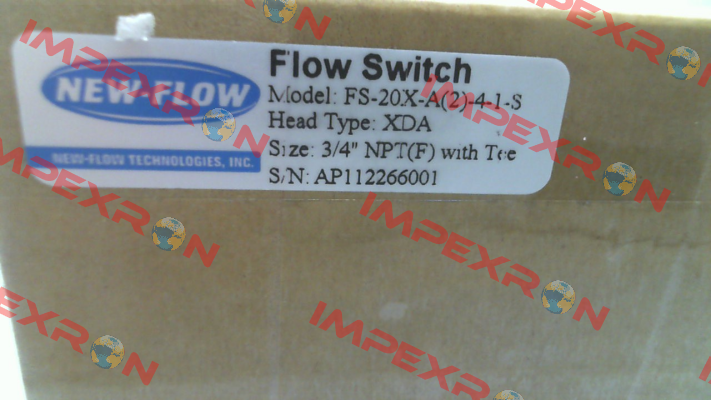 NEW-FLOW
NEW-FLOW TECHNOLOGIES, INC.
Flow Switch
Model: FS-20X-A(2)-4-1-S
Head Type: XDA
Size: 3/4" NPT(F) with Tee
S/N: AP112266001
IMPEXRON
IMPEXRON
IMPEXRON
IMPEXRON
IMPEXRON
IMPEXRON